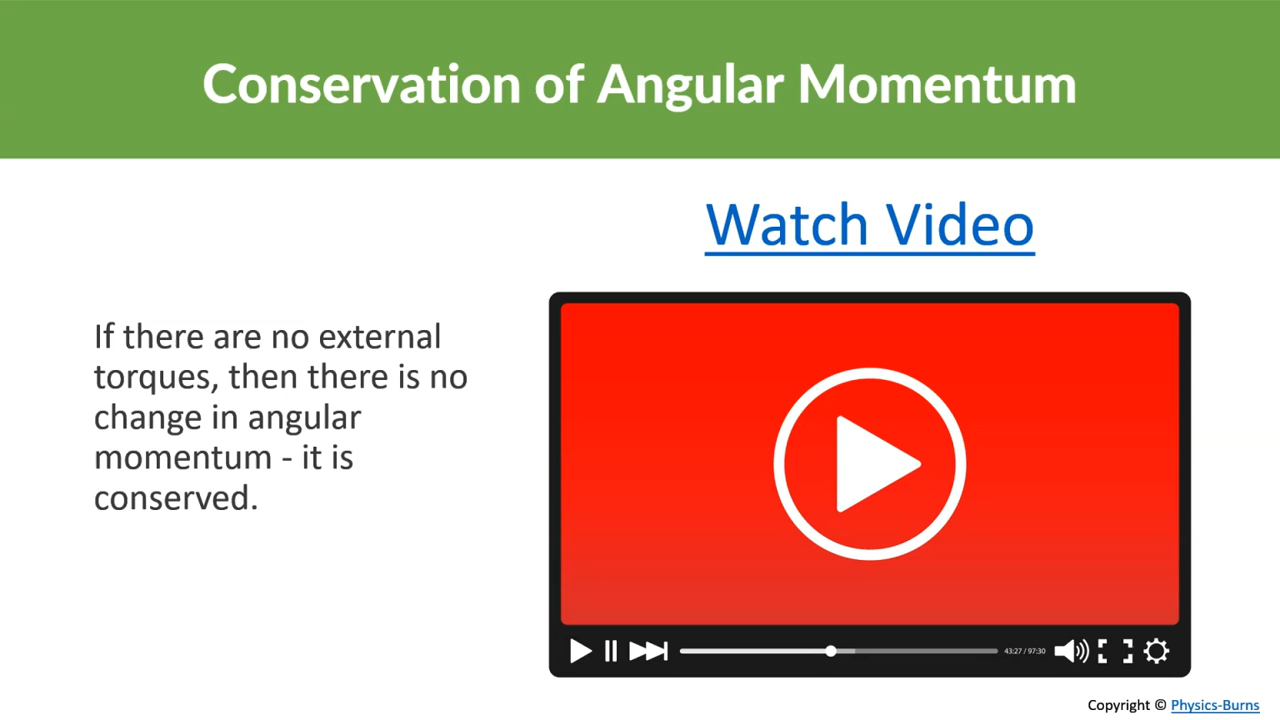 Conservation of Angular Momentum
Watch Video
If there are no external
torques, then there is no
change in angular
momentum - it is
conserved.
43:27 / 97:30
Copyright © Physics-Burns